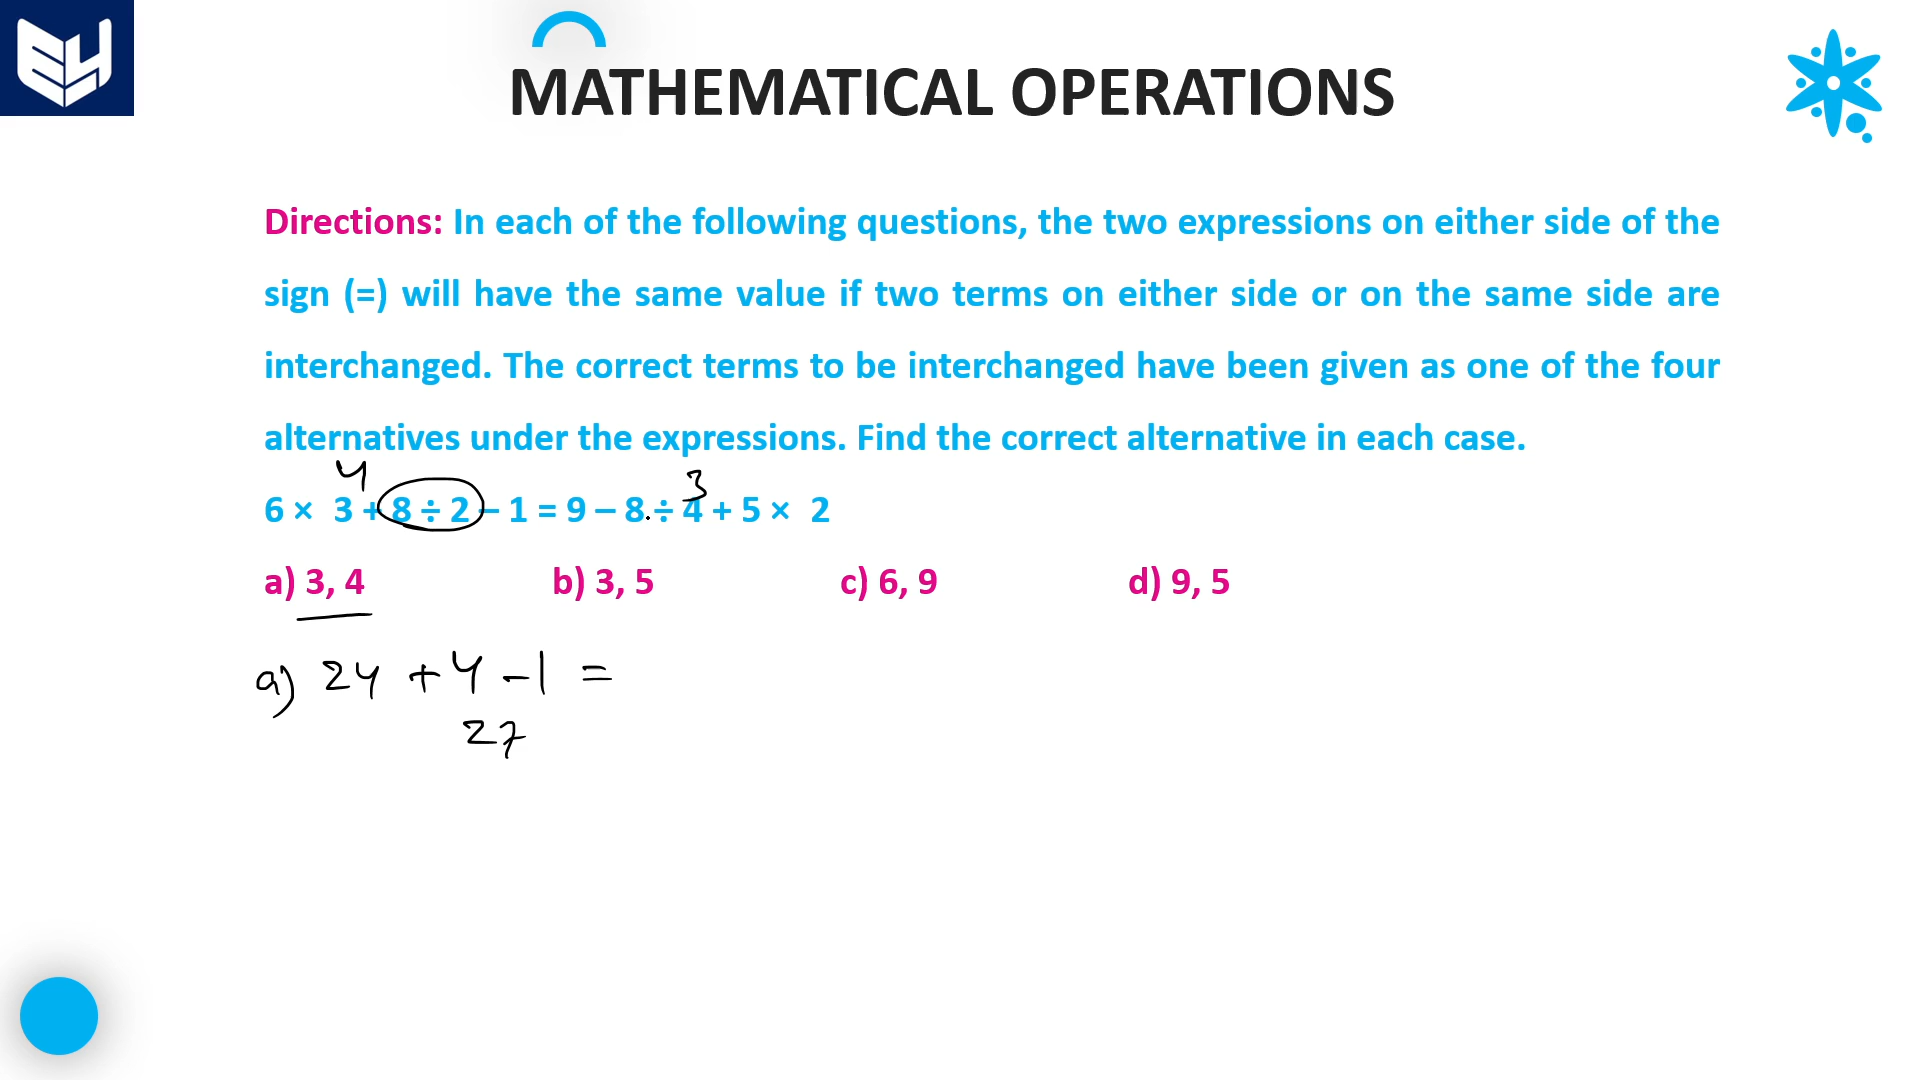 MATHEMATICAL OPERATIONS
Directions: In each of the following questions, the two expressions on either side of the
sign (=) will have the same value if two terms on either side or on the same side are
interchanged. The correct terms to be interchanged have been given as one of the four
alternatives under the expressions. Find the correct alternative in each case.
4 3
6 × 3 + 8 ÷ 2 – 1 = 9 – 8 ÷ 4 + 5 × 2
a) 3, 4 b) 3, 5 c) 6, 9 d) 9, 5
a) 24 + 4 - 1 =
27